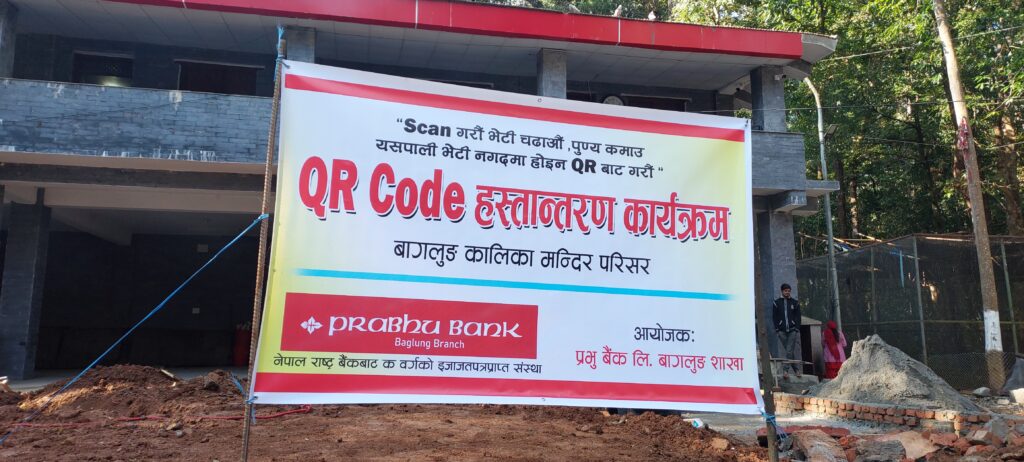 “Scan गरौं भेटी चढाऔं ,पुण्य कमाउ
यसपाली भेटी नगदमा होइन QR बाट गरौं “
QR Code हस्तान्तरण कार्यक्रम
बागलुङ कालिका मन्दिर परिसर
PRABHU BANK
Baglung Branch
नेपाल राष्ट्र बैंकबाट क वर्गको इजाजतपत्रप्राप्त संस्था
आयोजकः
प्रभु बैंक लि. बागलुङ शाखा